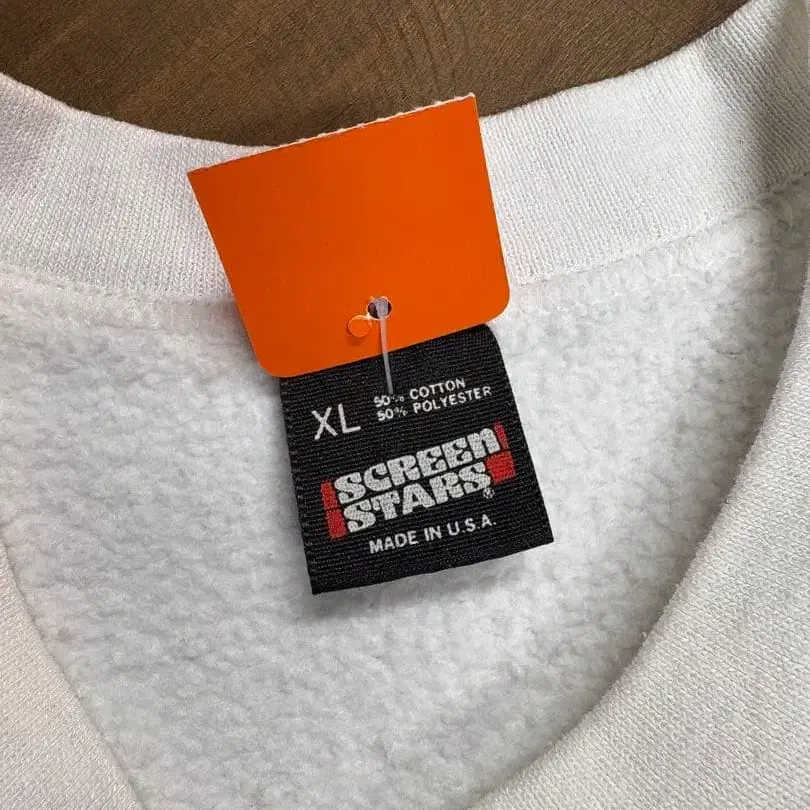 XL
50% COTTON
50% POLYESTER
SCREEN
STARS®
MADE IN U.S.A.